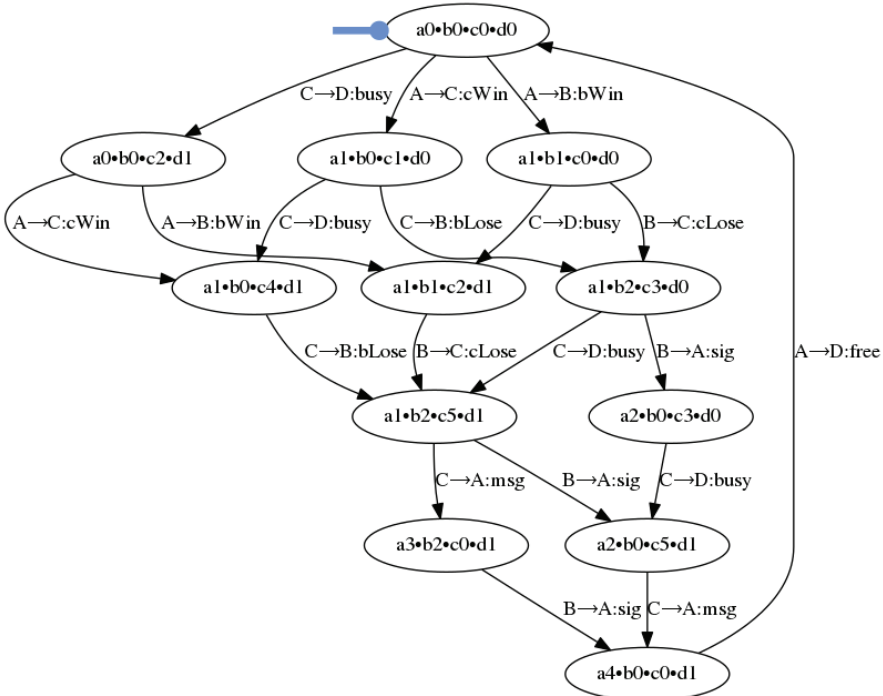 a0•b0•c0•d0
C→D:busy
A→C:cWin
A→B:bWin
a0•b0•c2•d1
a1•b0•c1•d0
a1•b1•c0•d0
A→C:cWin
A→B:bWin
C→D:busy
C→B:bLose
C→D:busy
B→C:cLose
a1•b0•c4•d1
a1•b1•c2•d1
a1•b2•c3•d0
C→B:bLose
B→C:cLose
C→D:busy
B→A:sig
A→D:free
a1•b2•c5•d1
a2•b0•c3•d0
C→A:msg
B→A:sig
C→D:busy
a3•b2•c0•d1
a2•b0•c5•d1
B→A:sig
C→A:msg
a4•b0•c0•d1